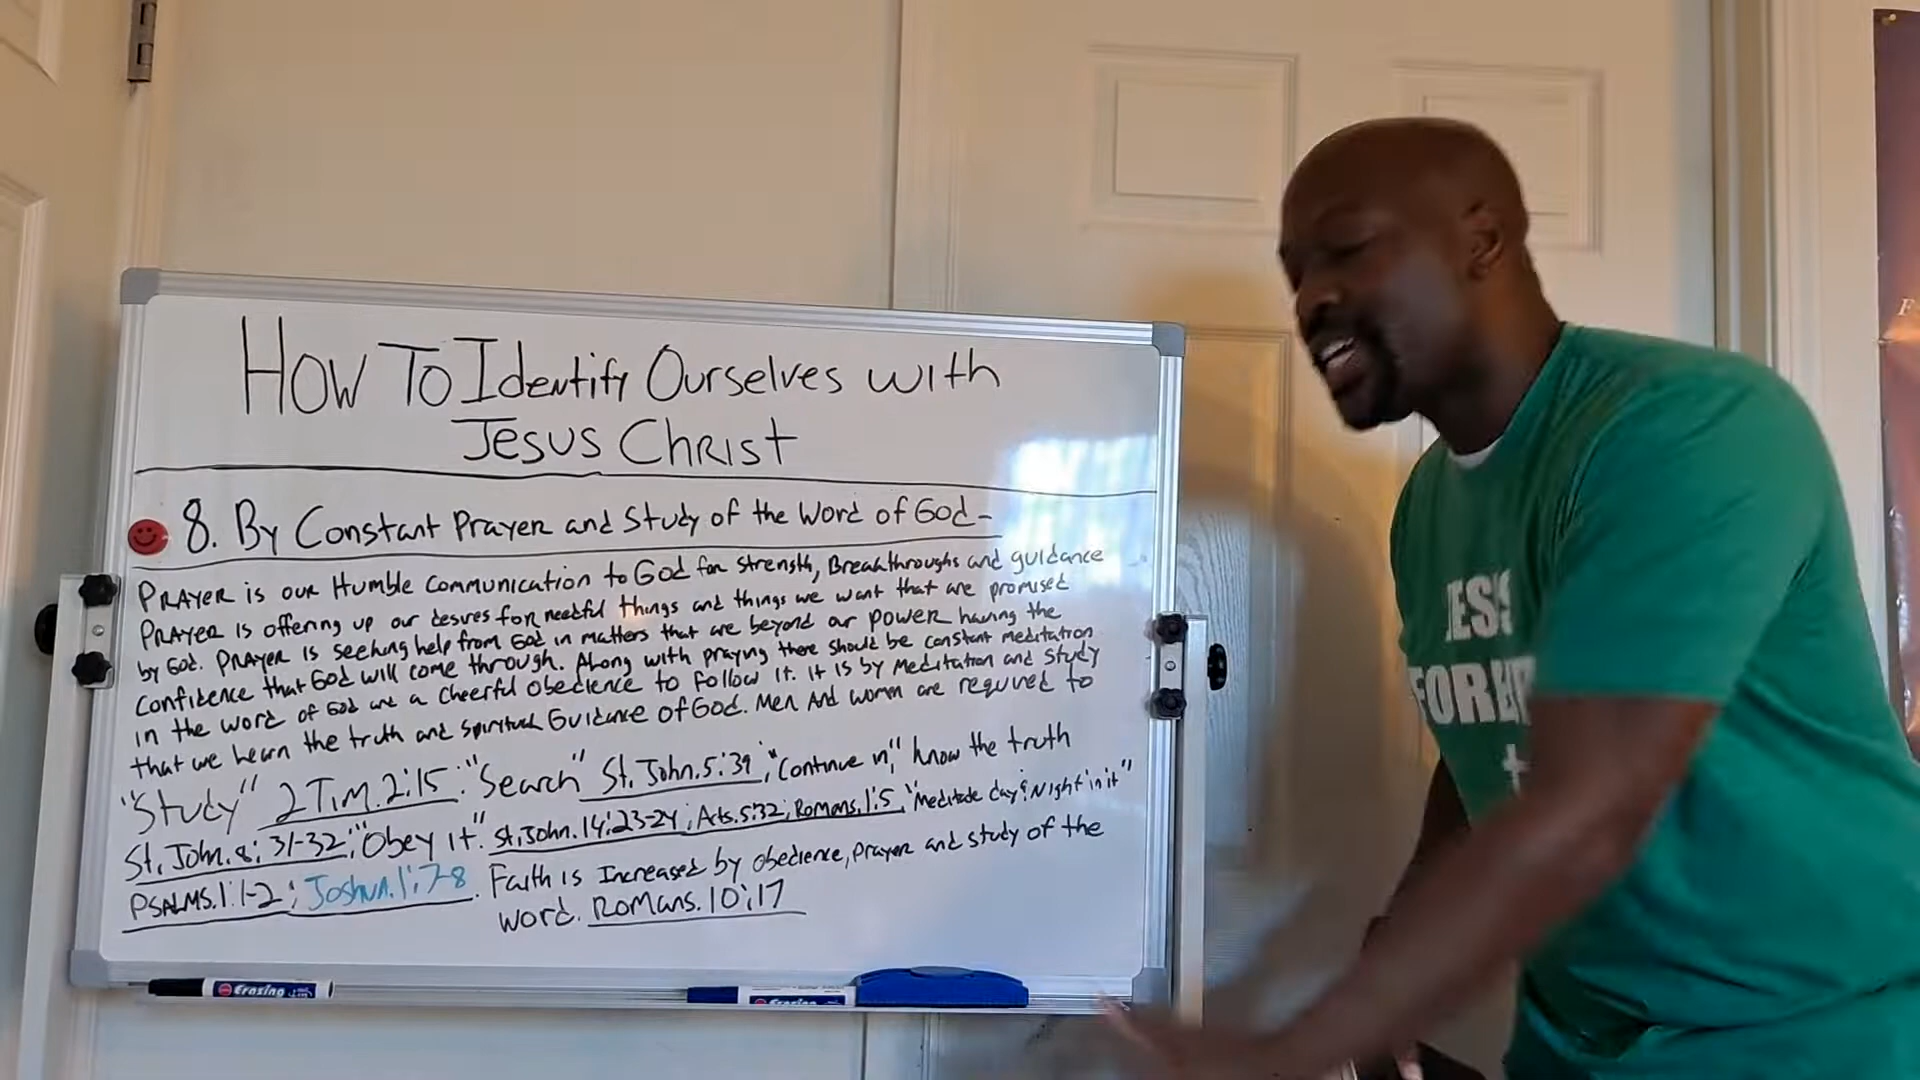 How To Identify Ourselves with
Jesus Christ
8. By Constant Prayer and Study of the Word of God-
Prayer is our Humble communication to God for strength, Breakthroughs and guidance
Prayer is offering up our desires for needful things and things we want that are promised
by God. Prayer is seeking help from God in matters that are beyond our power having the
confidence that God will come through. Along with praying there should be constant meditation
in the word of God and a cheerful obedience to follow it. It is by Meditation and study
that we learn the truth and spiritual Guidance of God. Men And women are required to
"Study" 2 Tim. 2:15: "Search" St. John. 5:39; "Continue in," know the truth
St. John. 8:31-32; "Obey it". St. John. 14:23-24; Acts. 5:32; Romans. 1:5, "Meditate day & Night in it"
Psalms. 1:1-2; Joshua. 1:7-8. Faith is Increased by obedience, prayer and study of the
word. Romans. 10:17
Erasing
Erasing